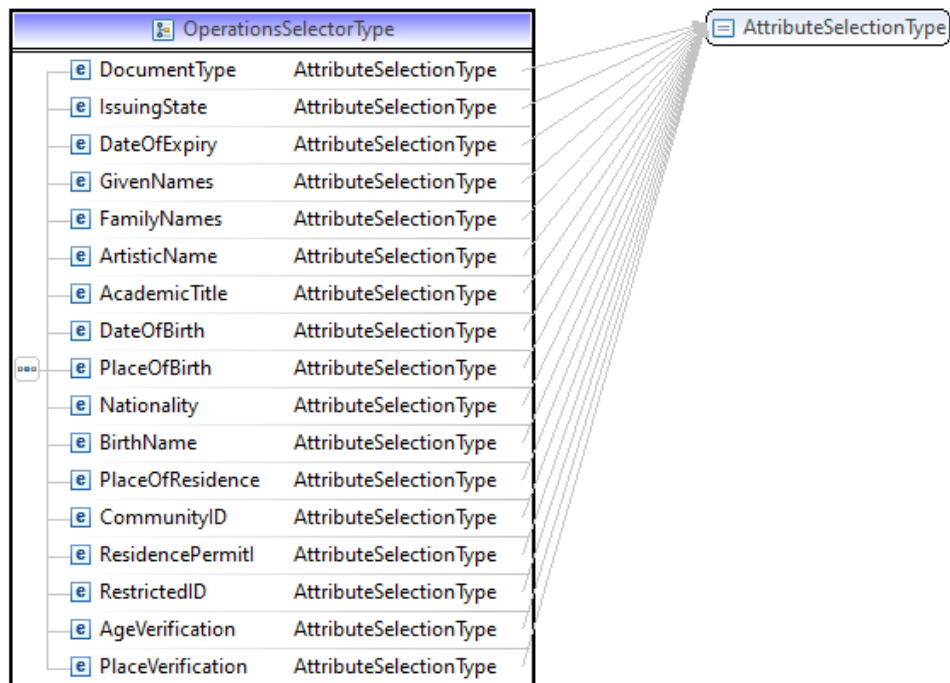 OperationsSelectorType
AttributeSelectionType
e DocumentType AttributeSelectionType
e IssuingState AttributeSelectionType
e DateOfExpiry AttributeSelectionType
e GivenNames AttributeSelectionType
e FamilyNames AttributeSelectionType
e ArtisticName AttributeSelectionType
e AcademicTitle AttributeSelectionType
e DateOfBirth AttributeSelectionType
e PlaceOfBirth AttributeSelectionType
e Nationality AttributeSelectionType
e BirthName AttributeSelectionType
e PlaceOfResidence AttributeSelectionType
e CommunityID AttributeSelectionType
e ResidencePermitI AttributeSelectionType
e RestrictedID AttributeSelectionType
e AgeVerification AttributeSelectionType
e PlaceVerification AttributeSelectionType